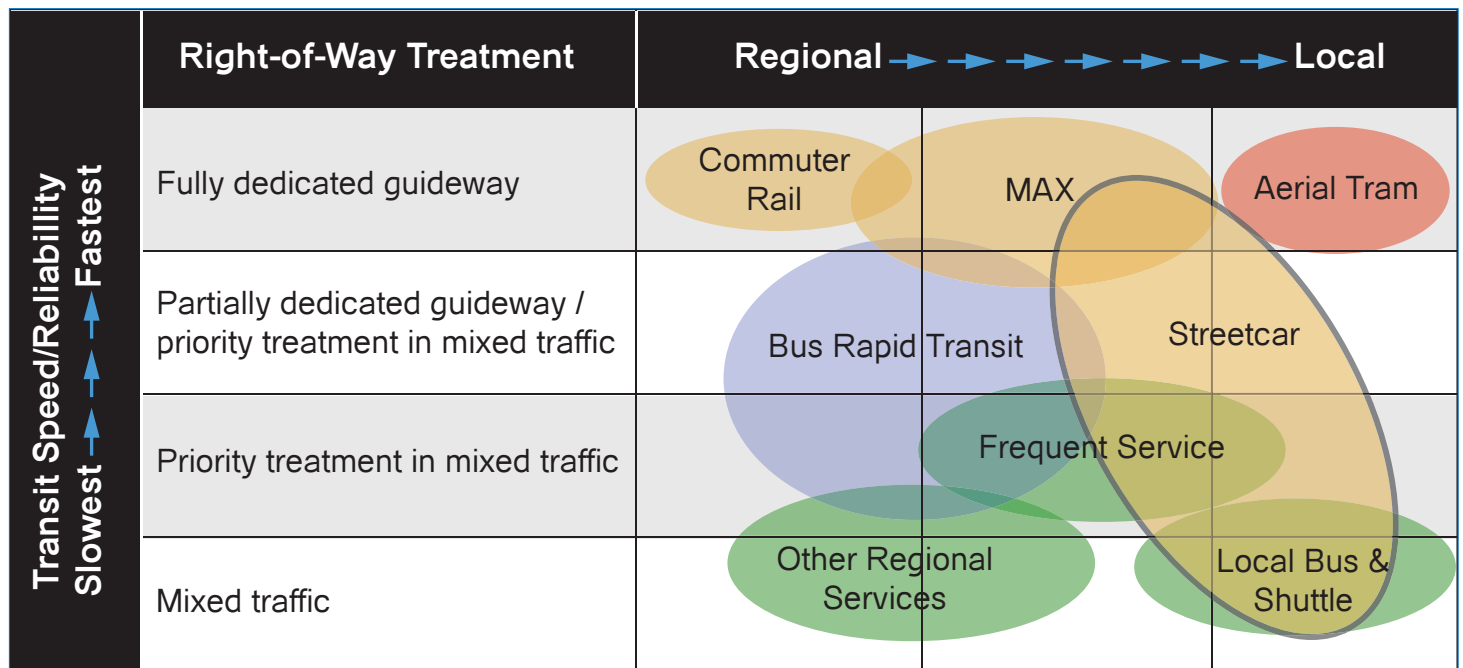 Transit Speed/Reliabillity
Slowest Fastest
Right-of-Way Treatment
Regional Local
Fully dedicated guideway
Commuter
Rail
MAX
Aerial Tram
Partially dedicated guideway /
priority treatment in mixed traffic
Bus Rapid Transit
Streetcar
Priority treatment in mixed traffic
Frequent Service
Mixed traffic
Other Regional
Services
Local Bus &
Shuttle